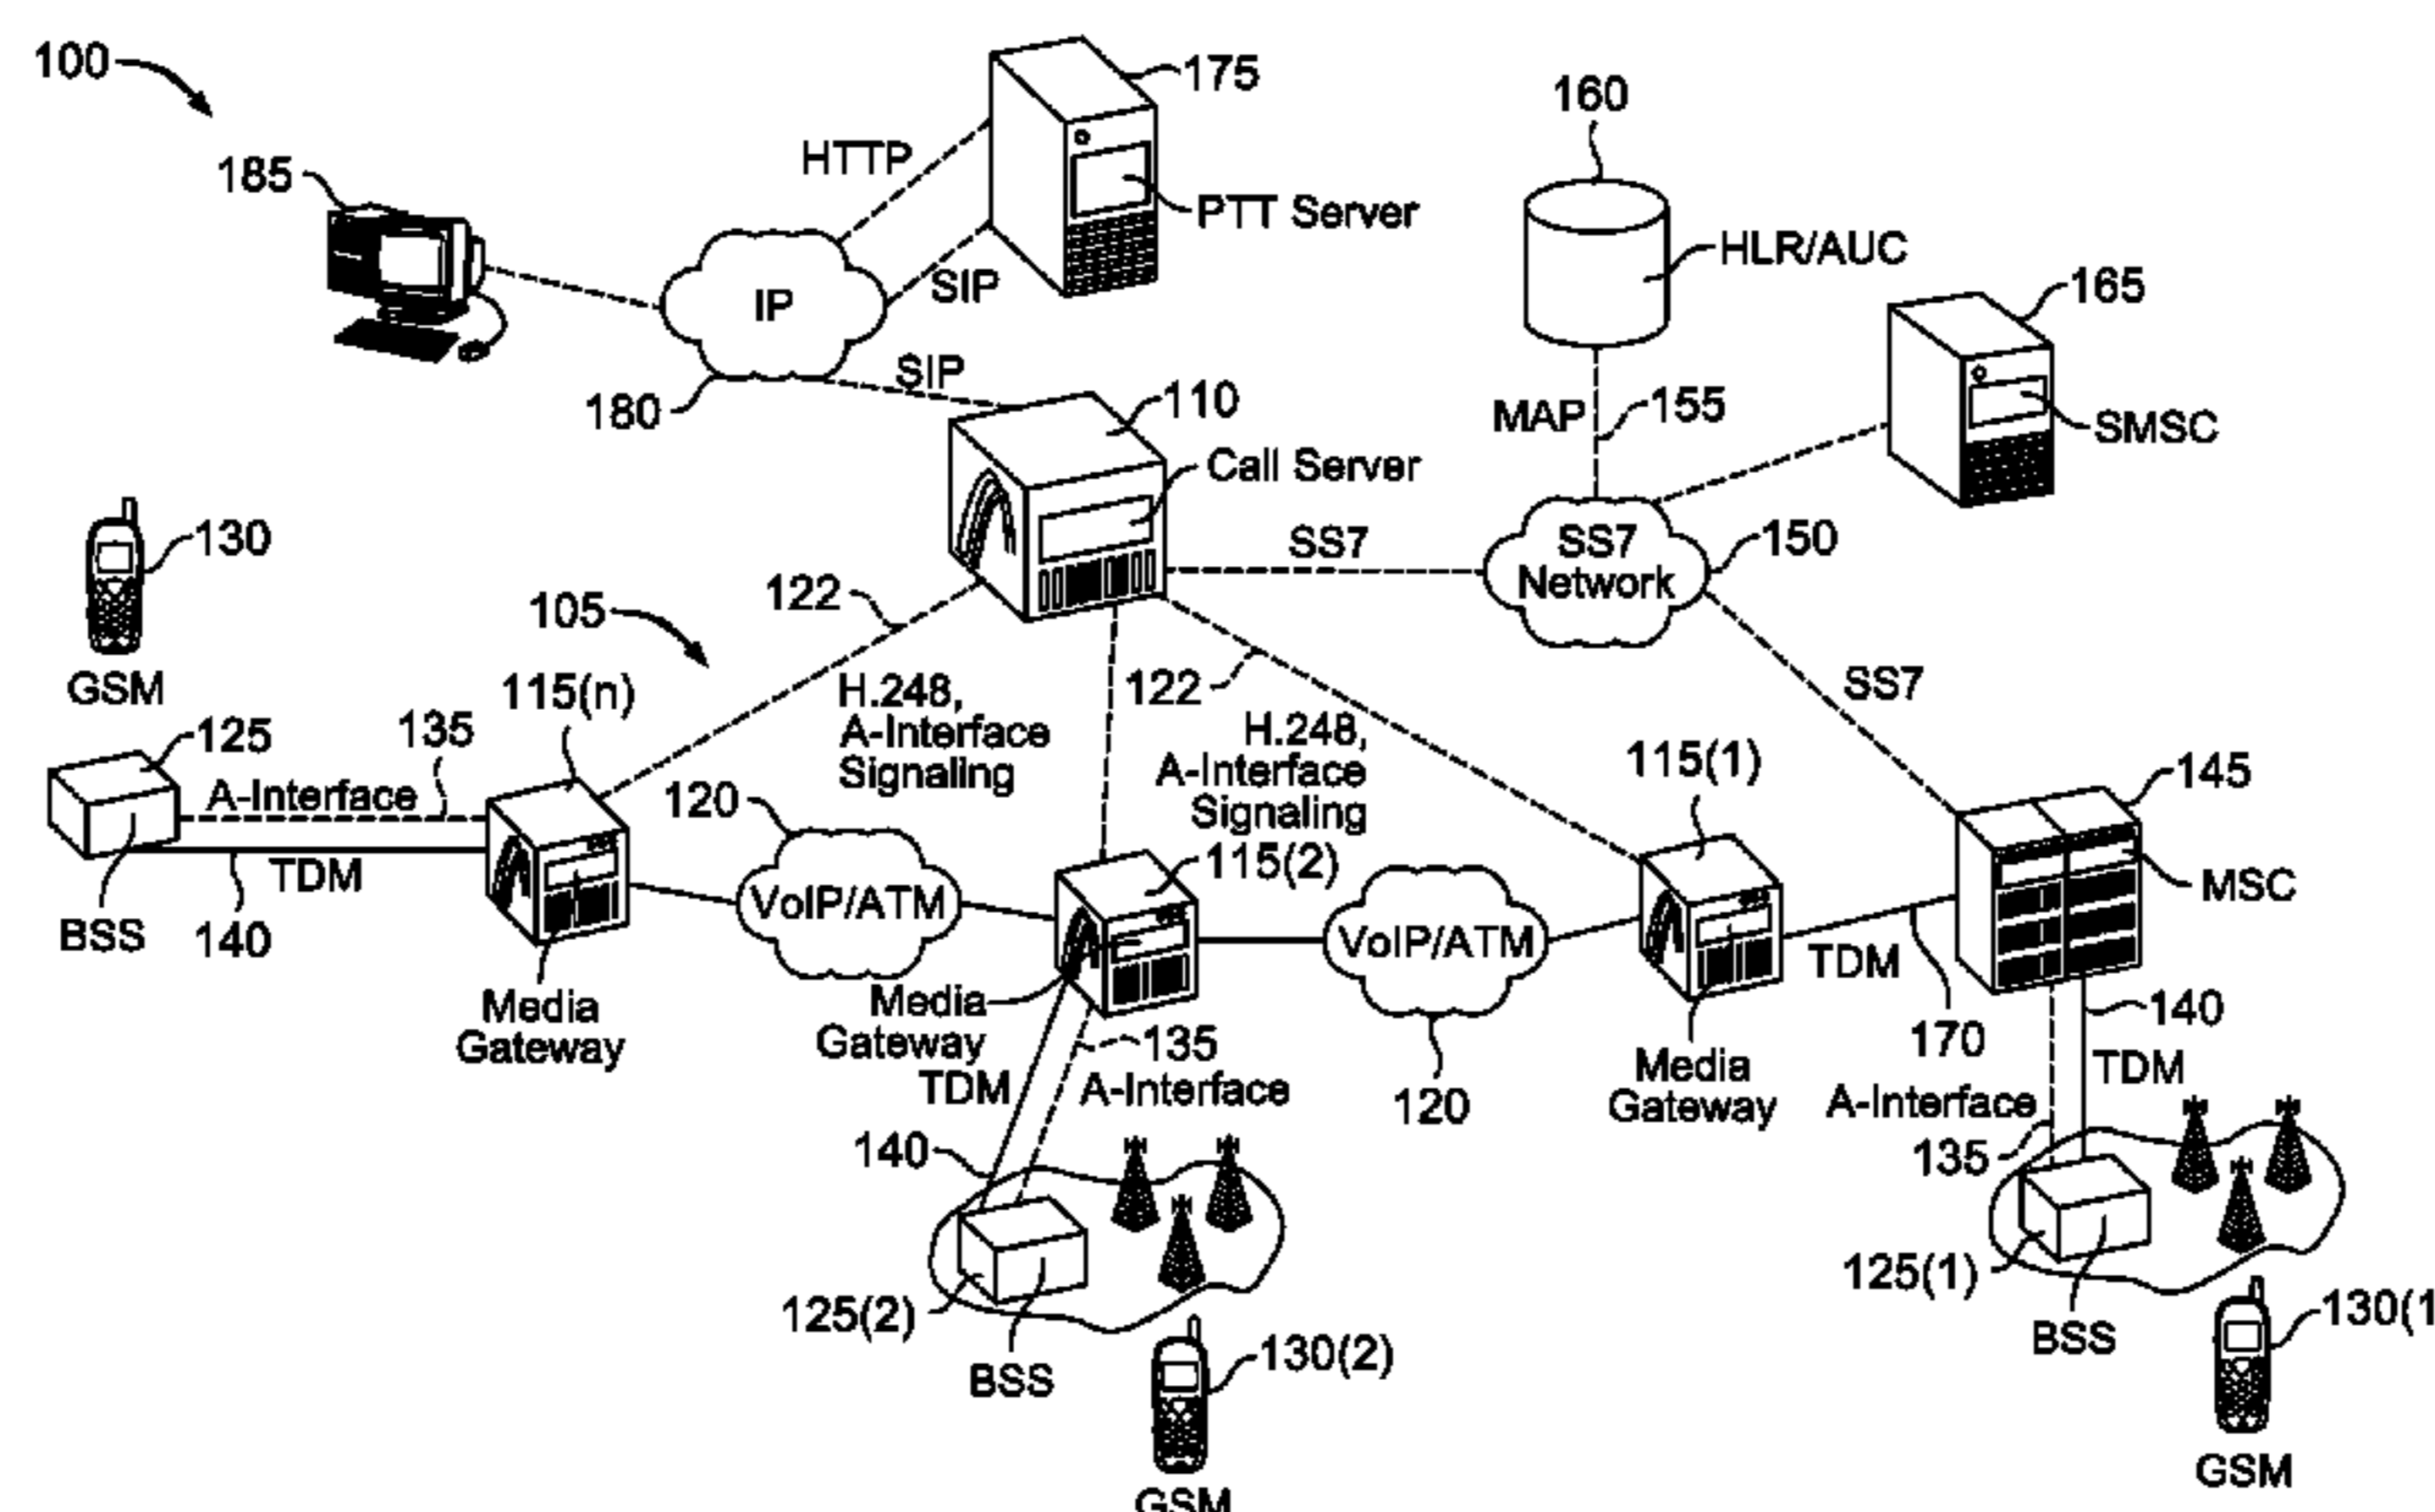 100
175
160
185
HTTP
PTT Server
HLR/AUC
165
IP
SIP
SIP
180
110
MAP
155
SMSC
Call Server
130
SS7
SS7
Network
150
122
105
GSM
115(n)
H.248,
A-Interface
Signaling
122
SS7
125
135
H.248,
A-Interface
Signaling
115(1)
145
A-Interface
120
115(2)
TDM
VoIP/ATM
VoIP/ATM
MSC
BSS
140
TDM
Media
Gateway
Media
Gateway
135
170
140
TDM
A-Interface
120
Media
Gateway
A-Interface
TDM
140
135
125(2)
125(1)
BSS
130(2)
BSS
130(1
GSM
GSM